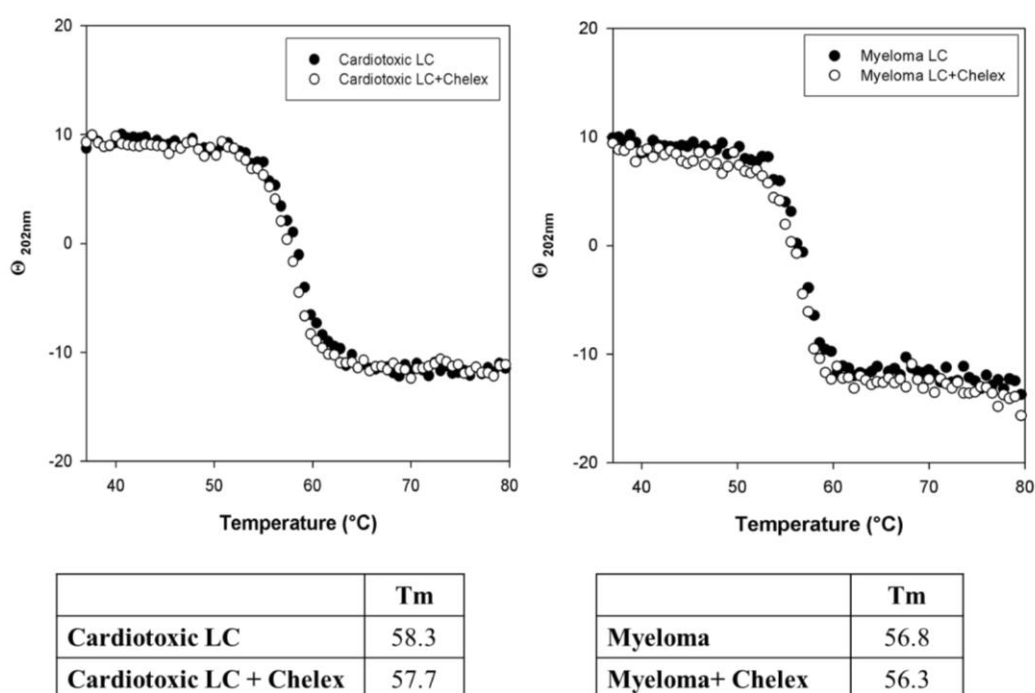 20
10
0
-10
-20
Θ 202nm
Cardiotoxic LC
Cardiotoxic LC+Chelex
40 50 60 70 80
Temperature (°C)
20
10
0
-10
-20
Θ 202nm
Myeloma LC
Myeloma LC+Chelex
40 50 60 70 80
Temperature (°C)
Tm
Cardiotoxic LC 58.3
Cardiotoxic LC + Chelex 57.7
Tm
Myeloma 56.8
Myeloma+ Chelex 56.3